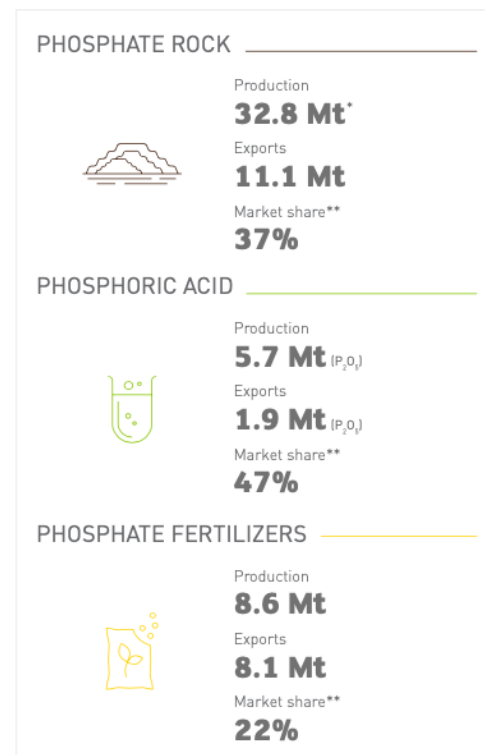 PHOSPHATE ROCK
Production
32.8 Mt*
Exports
11.1 Mt
Market share**
37%
PHOSPHORIC ACID
Production
5.7 Mt (P₂O₅)
Exports
1.9 Mt (P₂O₅)
Market share**
47%
PHOSPHATE FERTILIZERS
Production
8.6 Mt
Exports
8.1 Mt
Market share**
22%